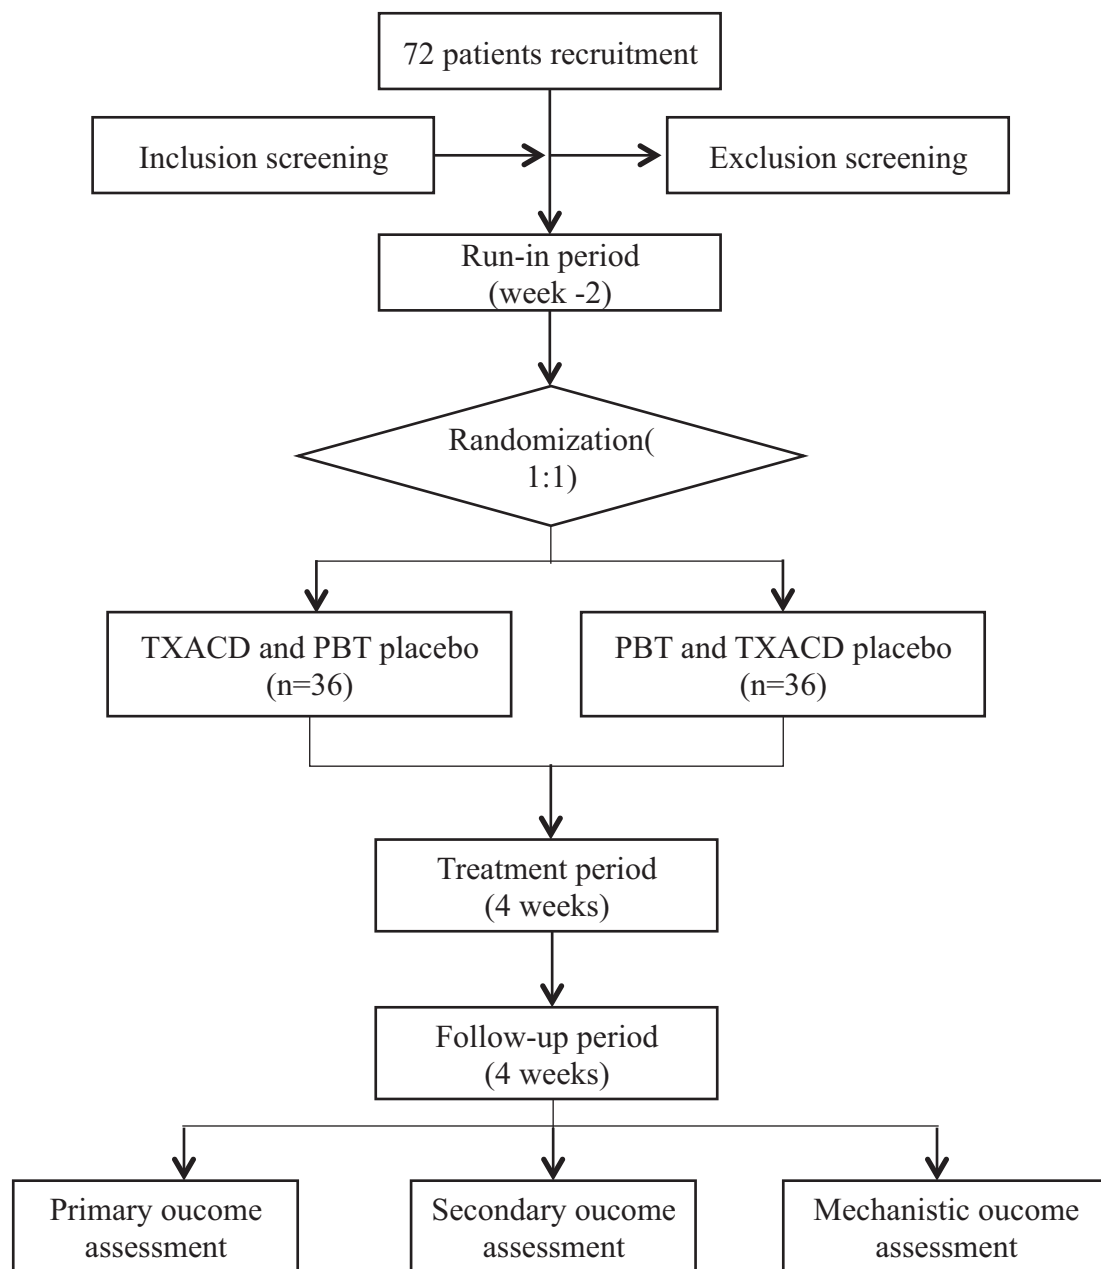 72 patients recruitment
Inclusion screening
Exclusion screening
Run-in period
(week -2)
Randomization(
1:1)
TXACD and PBT placebo
(n=36)
PBT and TXACD placebo
(n=36)
Treatment period
(4 weeks)
Follow-up period
(4 weeks)
Primary oucome
assessment
Secondary oucome
assessment
Mechanistic oucome
assessment